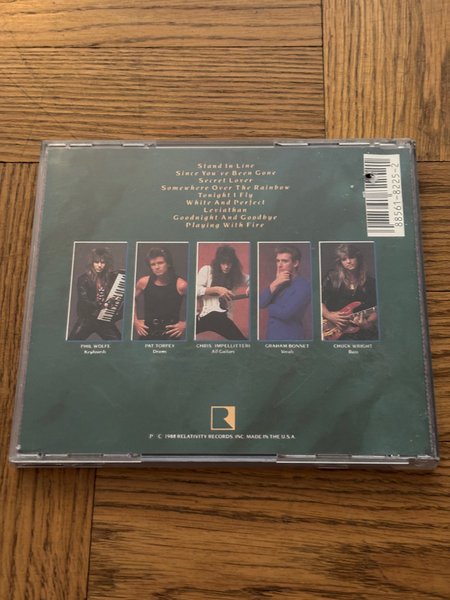 Stand In Line
Since You've Been Gone
Secret Lover
Somewhere Over The Rainbow
Tonight I Fly
White And Perfect
Leviathan
Goodnight And Goodbye
Playing With Fire
88561-8225-2
PHIL WOLFE
Keyboards
PAT TORPEY
Drums
CHRIS IMPELLITTERI
All Guitars
GRAHAM BONNET
Vocals
CHUCK WRIGHT
Bass
R
P C 1988 RELATIVITY RECORDS, INC. MADE IN THE U.S.A.